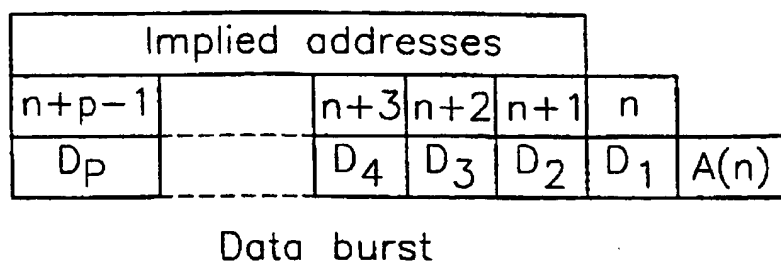 Implied addresses
n+p-1 n+3 n+2 n+1 n
Dp D4 D3 D2 D1 A(n)
Data burst